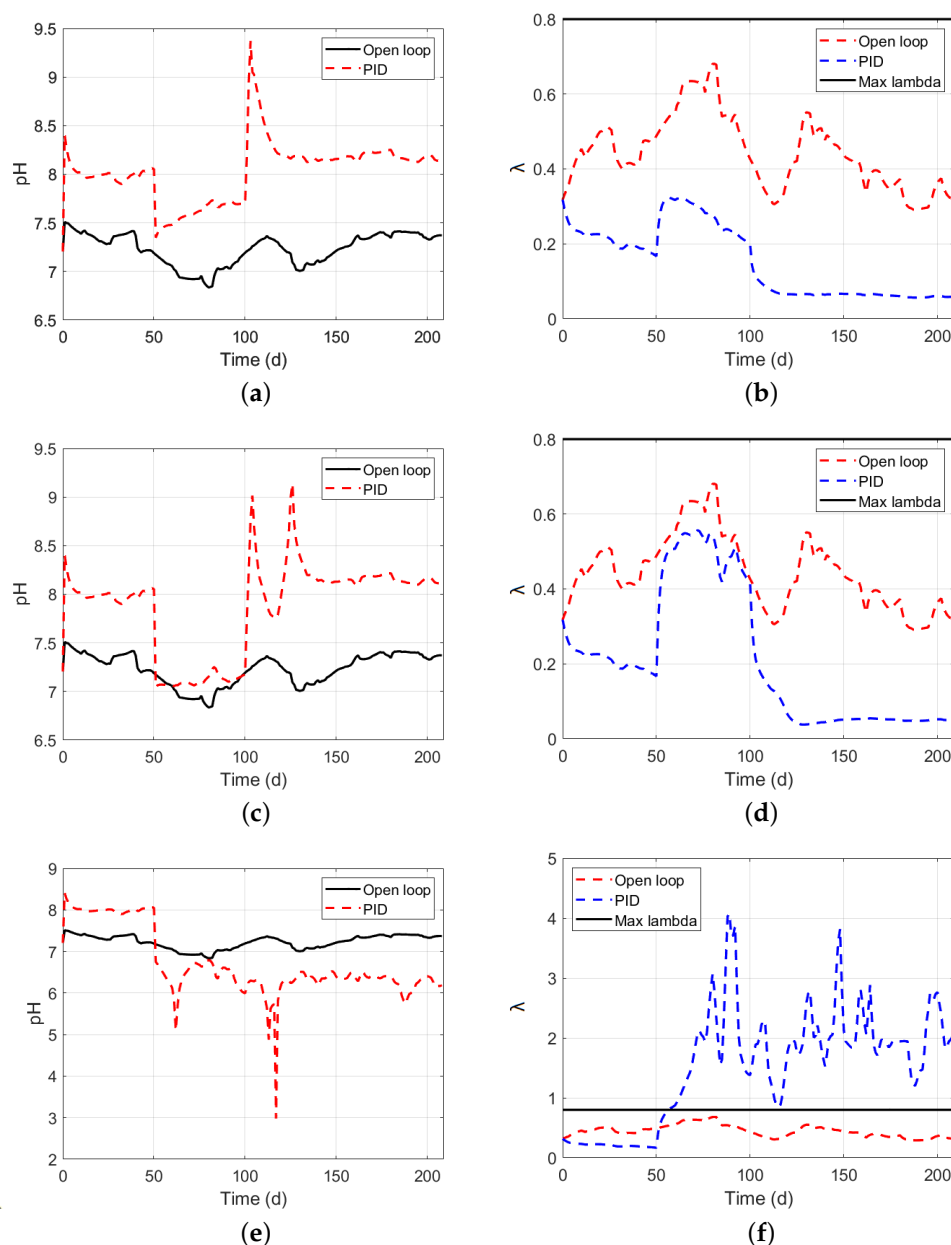 9.5
9
8.5
8
7.5
7
6.5
pH
Open loop
PID
0
50
100
150
200
Time (d)
(a)
0.8
0.6
0.4
0.2
0
λ
Open loop
PID
Max lambda
0
50
100
150
200
Time (d)
(b)
9.5
9
8.5
8
7.5
7
6.5
pH
Open loop
PID
0
50
100
150
200
Time (d)
(c)
0.8
0.6
0.4
0.2
0
λ
Open loop
PID
Max lambda
0
50
100
150
200
Time (d)
(d)
9
8
7
6
5
4
3
2
pH
Open loop
PID
0
50
100
150
200
Time (d)
(e)
5
4
3
2
1
0
λ
Open loop
PID
Max lambda
0
50
100
150
200
Time (d)
(f)